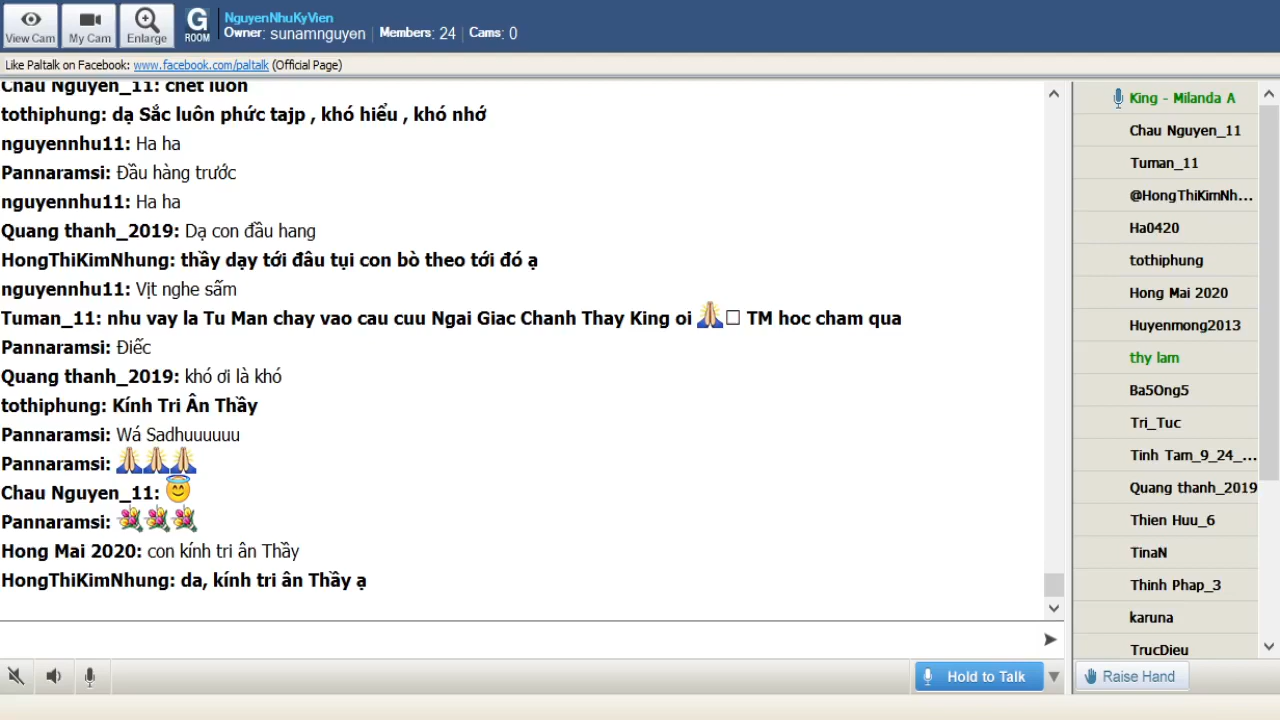 View Cam
My Cam
Enlarge
G
ROOM
NguyenNhuKyVien
Owner: sunamnguyen | Members: 24 | Cams: 0
Like Paltalk on Facebook: www.facebook.com/paltalk (Official Page)
Chau Nguyen_11: chết luôn
tothiphung: dạ Sắc luôn phức tajp , khó hiểu , khó nhớ
nguyennhu11: Ha ha
Pannaramsi: Đầu hàng trước
nguyennhu11: Ha ha
Quang thanh_2019: Dạ con đầu hang
HongThiKimNhung: thầy dạy tới đâu tụi con bò theo tới đó ạ
nguyennhu11: Vịt nghe sấm
Tuman_11: nhu vay la Tu Man chay vao cau cuu Ngai Giac Chanh Thay King oi 🙏□ TM hoc cham qua
Pannaramsi: Điếc
Quang thanh_2019: khó ơi là khó
tothiphung: Kính Tri Ân Thầy
Pannaramsi: Wá Sadhuuuuuu
Pannaramsi: 🙏🙏🙏
Chau Nguyen_11: 😇
Pannaramsi: 💐💐💐
Hong Mai 2020: con kính tri ân Thầy
HongThiKimNhung: da, kính tri ân Thầy ạ
Hold to Talk
King - Milanda A
Chau Nguyen_11
Tuman_11
@HongThiKimNh...
Ha0420
tothiphung
Hong Mai 2020
Huyenmong2013
thy lam
Ba5Ong5
Tri_Tuc
Tinh Tam_9_24_...
Quang thanh_2019
Thien Huu_6
TinaN
Thinh Phap_3
karuna
TrucDieu
Raise Hand